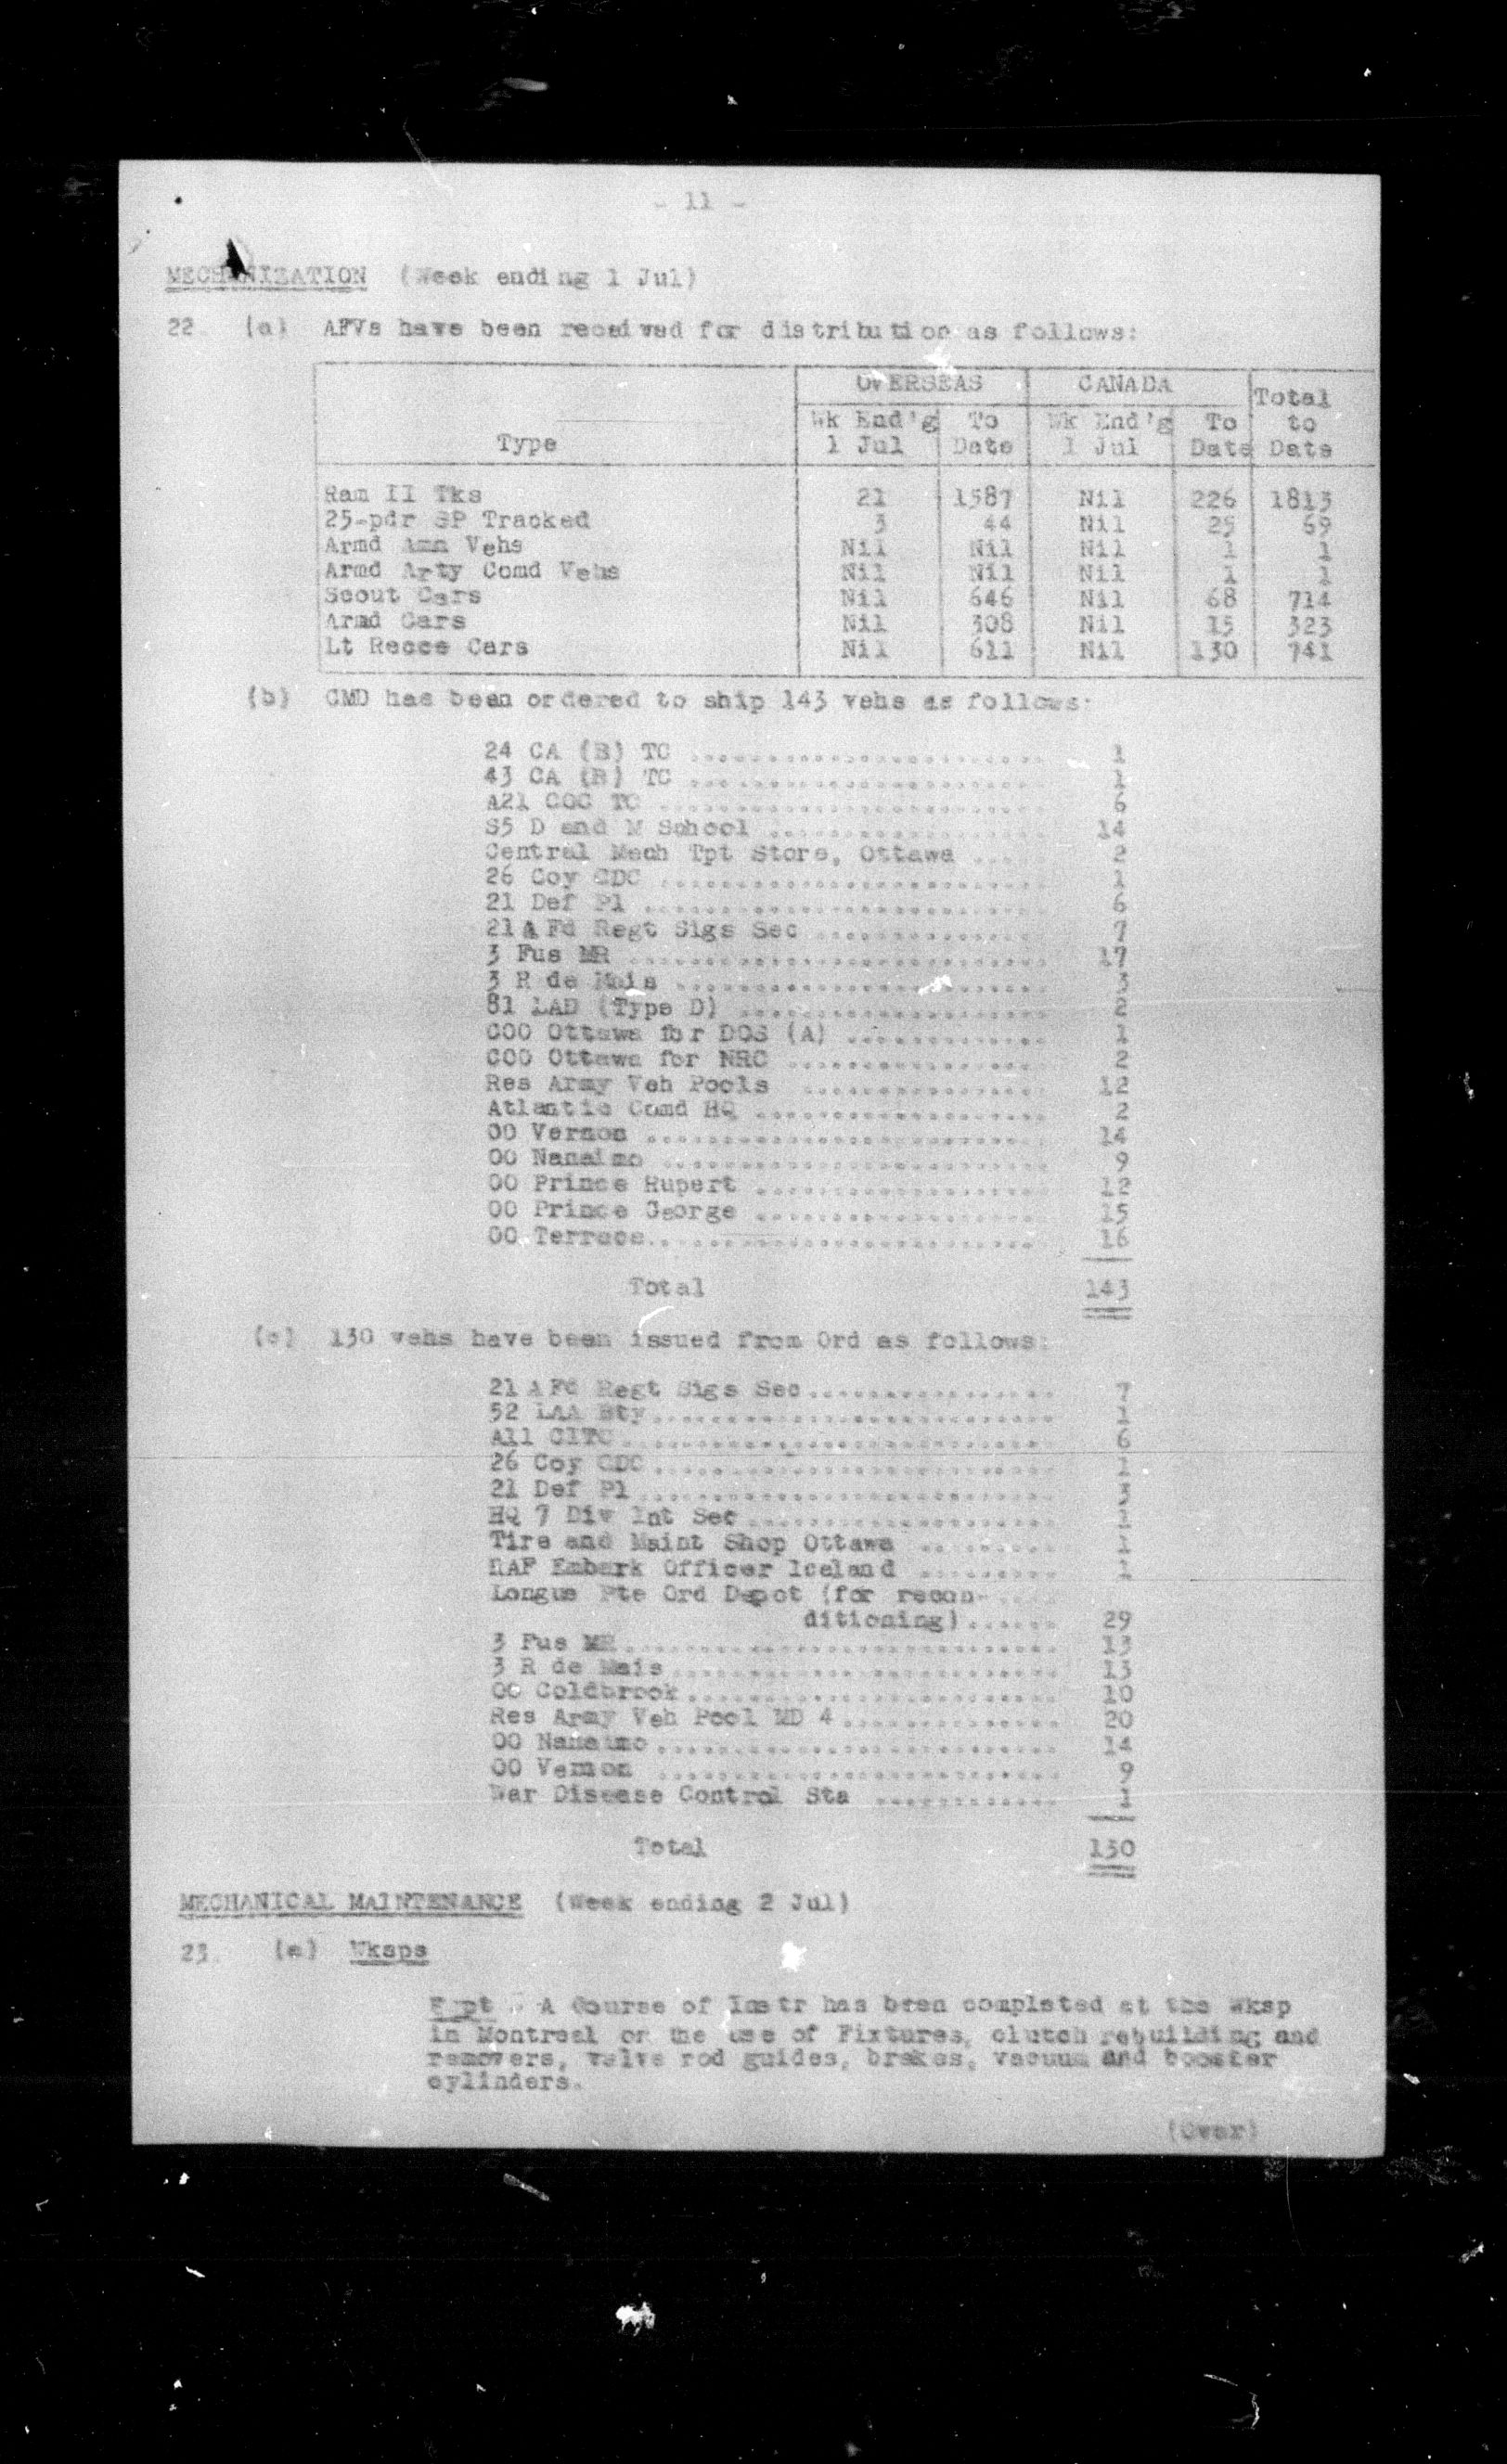 - 11 -
MECHANIZATION (Week ending 1 Jul)
22 (a) AFVs have been received for distribution as follows:
OVERSEAS CANADA Total
Wk End'g To Wk End'g To to
Type 1 Jul Date 1 Jul Date Date
Ram II Tks 21 1587 Nil 226 1813
25-pdr SP Tracked 3 44 Nil 25 69
Armd Amn Vehs Nil Nil Nil 1 1
Armd Arty Comd Vehs Nil Nil Nil 1 1
Scout Cars Nil 646 Nil 68 714
Armd Cars Nil 308 Nil 15 323
Lt Recce Cars Nil 611 Nil 130 741
(b) CMD has been ordered to ship 143 vehs as follows:
24 CA (B) TC ........................ 1
43 CA (B) TC ........................ 1
A21 COC TC .......................... 6
S5 D and M School ................... 14
Central Mech Tpt Store, Ottawa .... 2
26 Coy CDC .......................... 1
21 Def Pl ........................... 6
21 A Fd Regt Sigs Sec ............... 7
3 Fus MR ............................ 17
3 R de Mais ......................... 3
81 LAD (Type D) ..................... 2
COO Ottawa for DOS (A) ............. 1
COO Ottawa for NRC ................. 2
Res Army Veh Pools ................. 12
Atlantic Comd HQ ................... 2
OO Vernon ........................... 14
OO Nanaimo .......................... 9
OO Prince Rupert ................... 12
OO Prince George ................... 15
OO Terrace.......................... 16
Total 143
(c) 130 vehs have been issued from Ord as follows:
21 A Fd Regt Sigs Sec................ 7
52 LAA Bty........................... 1
A11 CITC ............................ 6
26 Coy CDC.......................... 1
21 Def Pl ........................... 3
HQ 7 Div Int Sec.................... 1
Tire and Maint Shop Ottawa ......... 1
RAF Embark Officer Iceland ......... 1
Longue Pte Ord Depot (for recon-
ditioning)...... 29
3 Fus MR............................ 13
3 R de Mais......................... 13
OO Coldbrook........................ 10
Res Army Veh Pool MD 4.............. 20
OO Nanaimo.......................... 14
OO Vernon .......................... 9
War Disease Control Sta ............ 1
Total 130
MECHANICAL MAINTENANCE (Week ending 2 Jul)
23. (a) Wksps
A Course of Instr has been completed at the Wksp
in Montreal on the use of Fixtures, clutch rebuilding and
removers, valve rod guides, brakes, vacuum and booster
cylinders.
(Over)